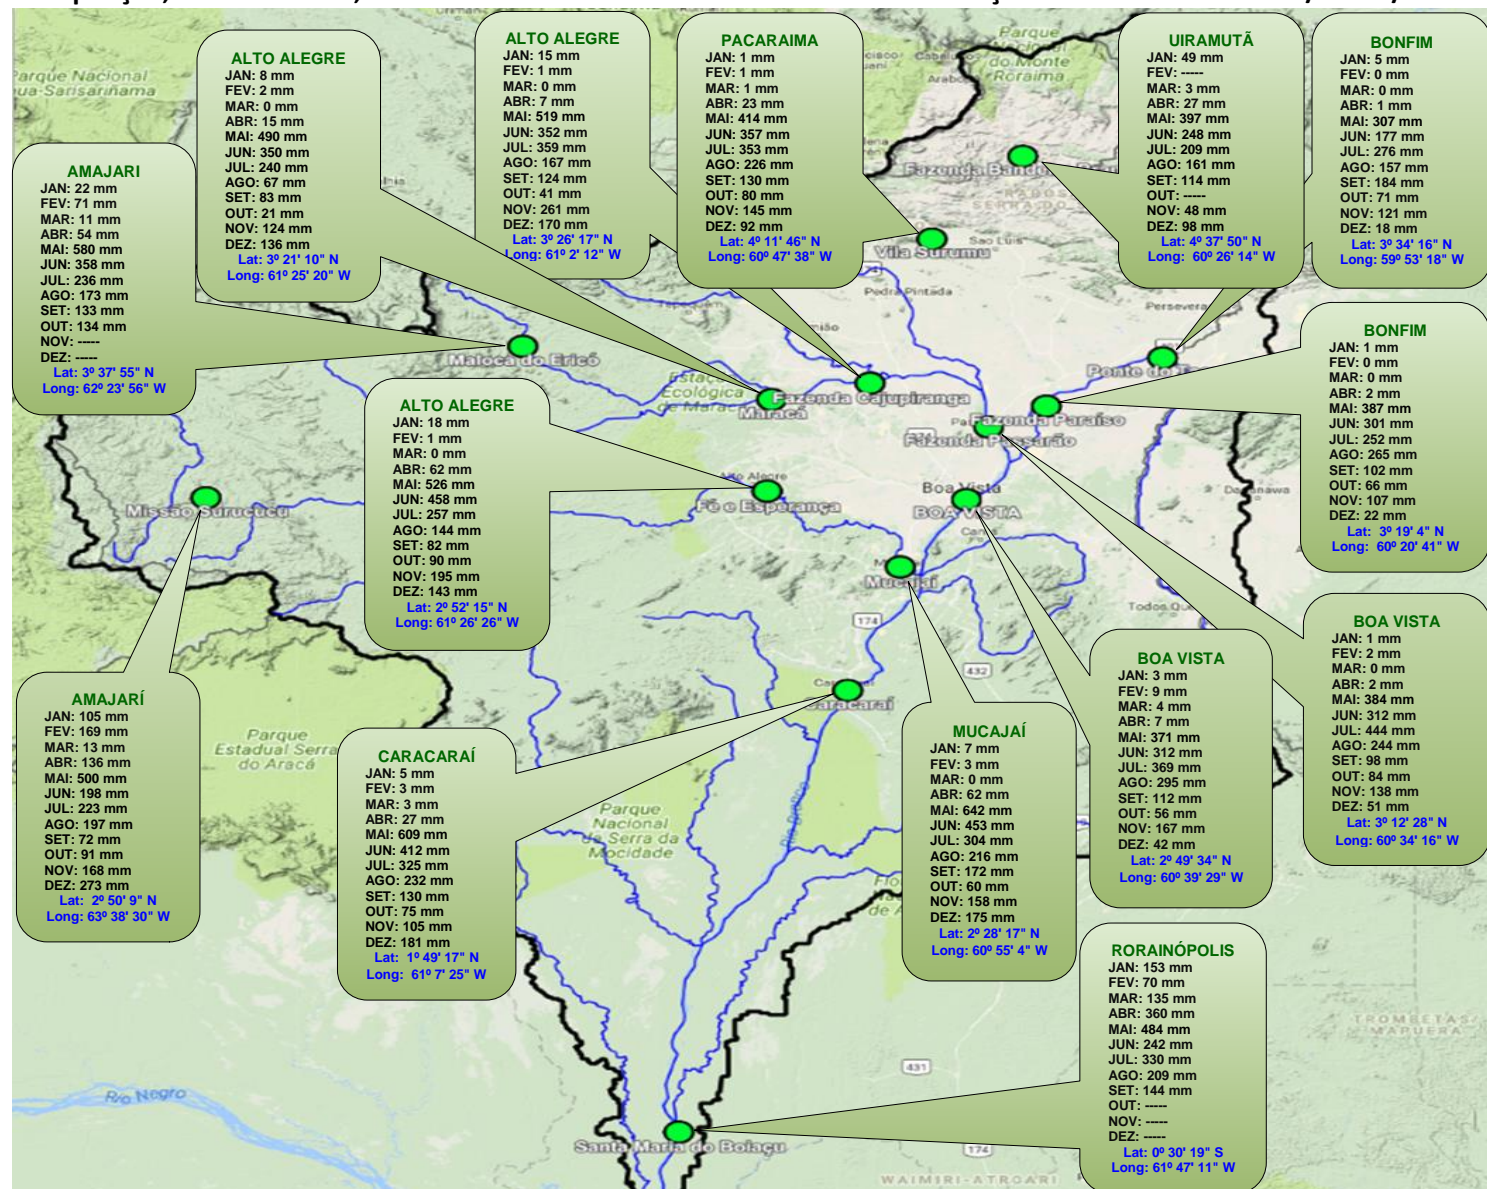 ALTO ALEGRE
JAN: 8 mm
FEV: 2 mm
MAR: 0 mm
ABR: 15 mm
MAI: 490 mm
JUN: 350 mm
JUL: 240 mm
AGO: 67 mm
SET: 83 mm
OUT: 21 mm
NOV: 124 mm
DEZ: 136 mm
Lat: 3º 21' 10" N
Long: 61º 25' 20" W
ALTO ALEGRE
JAN: 15 mm
FEV: 1 mm
MAR: 0 mm
ABR: 7 mm
MAI: 519 mm
JUN: 352 mm
JUL: 359 mm
AGO: 167 mm
SET: 124 mm
OUT: 41 mm
NOV: 261 mm
DEZ: 170 mm
Lat: 3º 26' 17" N
Long: 61º 2' 12" W
PACARAIMA
JAN: 1 mm
FEV: 1 mm
MAR: 1 mm
ABR: 23 mm
MAI: 414 mm
JUN: 357 mm
JUL: 353 mm
AGO: 226 mm
SET: 130 mm
OUT: 80 mm
NOV: 145 mm
DEZ: 92 mm
Lat: 4º 11' 46" N
Long: 60º 47' 38" W
UIRAMUTÃ
JAN: 49 mm
FEV: -----
MAR: 3 mm
ABR: 27 mm
MAI: 397 mm
JUN: 248 mm
JUL: 209 mm
AGO: 161 mm
SET: 114 mm
OUT: -----
NOV: 48 mm
DEZ: 98 mm
Lat: 4º 37' 50" N
Long: 60º 26' 14" W
BONFIM
JAN: 5 mm
FEV: 0 mm
MAR: 0 mm
ABR: 1 mm
MAI: 307 mm
JUN: 177 mm
JUL: 276 mm
AGO: 157 mm
SET: 184 mm
OUT: 71 mm
NOV: 121 mm
DEZ: 18 mm
Lat: 3º 34' 16" N
Long: 59º 53' 18" W
AMAJARI
JAN: 22 mm
FEV: 71 mm
MAR: 11 mm
ABR: 54 mm
MAI: 580 mm
JUN: 358 mm
JUL: 236 mm
AGO: 173 mm
SET: 133 mm
OUT: 134 mm
NOV: -----
DEZ: -----
Lat: 3º 37' 55" N
Long: 62º 23' 56" W
BONFIM
JAN: 1 mm
FEV: 0 mm
MAR: 0 mm
ABR: 2 mm
MAI: 387 mm
JUN: 301 mm
JUL: 252 mm
AGO: 265 mm
SET: 102 mm
OUT: 66 mm
NOV: 107 mm
DEZ: 22 mm
Lat: 3º 19' 4" N
Long: 60º 20' 41" W
ALTO ALEGRE
JAN: 18 mm
FEV: 1 mm
MAR: 0 mm
ABR: 62 mm
MAI: 526 mm
JUN: 458 mm
JUL: 257 mm
AGO: 144 mm
SET: 82 mm
OUT: 90 mm
NOV: 195 mm
DEZ: 143 mm
Lat: 2º 52' 15" N
Long: 61º 26' 26" W
BOA VISTA
JAN: 1 mm
FEV: 2 mm
MAR: 0 mm
ABR: 2 mm
MAI: 384 mm
JUN: 312 mm
JUL: 444 mm
AGO: 244 mm
SET: 98 mm
OUT: 84 mm
NOV: 138 mm
DEZ: 51 mm
Lat: 3º 12' 28" N
Long: 60º 34' 16" W
BOA VISTA
JAN: 3 mm
FEV: 9 mm
MAR: 4 mm
ABR: 7 mm
MAI: 371 mm
JUN: 312 mm
JUL: 369 mm
AGO: 295 mm
SET: 112 mm
OUT: 56 mm
NOV: 167 mm
DEZ: 42 mm
Lat: 2º 49' 34" N
Long: 60º 39' 29" W
AMAJARÍ
JAN: 105 mm
FEV: 169 mm
MAR: 13 mm
ABR: 136 mm
MAI: 500 mm
JUN: 198 mm
JUL: 223 mm
AGO: 197 mm
SET: 72 mm
OUT: 91 mm
NOV: 168 mm
DEZ: 273 mm
Lat: 2º 50' 9" N
Long: 63º 38' 30" W
MUCAJAÍ
JAN: 7 mm
FEV: 3 mm
MAR: 0 mm
ABR: 62 mm
MAI: 642 mm
JUN: 453 mm
JUL: 304 mm
AGO: 216 mm
SET: 172 mm
OUT: 60 mm
NOV: 158 mm
DEZ: 175 mm
Lat: 2º 28' 17" N
Long: 60º 55' 4" W
CARACARAÍ
JAN: 5 mm
FEV: 3 mm
MAR: 3 mm
ABR: 27 mm
MAI: 609 mm
JUN: 412 mm
JUL: 325 mm
AGO: 232 mm
SET: 130 mm
OUT: 75 mm
NOV: 105 mm
DEZ: 181 mm
Lat: 1º 49' 17" N
Long: 61º 7' 25" W
RORAINÓPOLIS
JAN: 153 mm
FEV: 70 mm
MAR: 135 mm
ABR: 360 mm
MAI: 484 mm
JUN: 242 mm
JUL: 330 mm
AGO: 209 mm
SET: 144 mm
OUT: -----
NOV: -----
DEZ: -----
Lat: 0º 30' 19" S
Long: 61º 47' 11" W
Parque
do Monte
Roraima
Fazenda
Vila Surumu
Pedra Pintada
Maloca do Ericó
Ponte do
Ecológica
Maracá
Fazenda Cajupiranga
Fazenda Paraíso
Fazenda Passarão
Alto Alegre
Fé e Esperança
Boa Vista
BOA VISTA
Missão Surucucu
Mucajaí
174
432
Caracaraí
Parque
Estadual Serra
do Aracá
Parque
Nacional
da Serra da
Mocidade
Rio Branco
Rio Negro
431
174
Santa Maria do Boiaçu
TROMBETAS/
MAPUERA
WAIMIRI-ATROARI